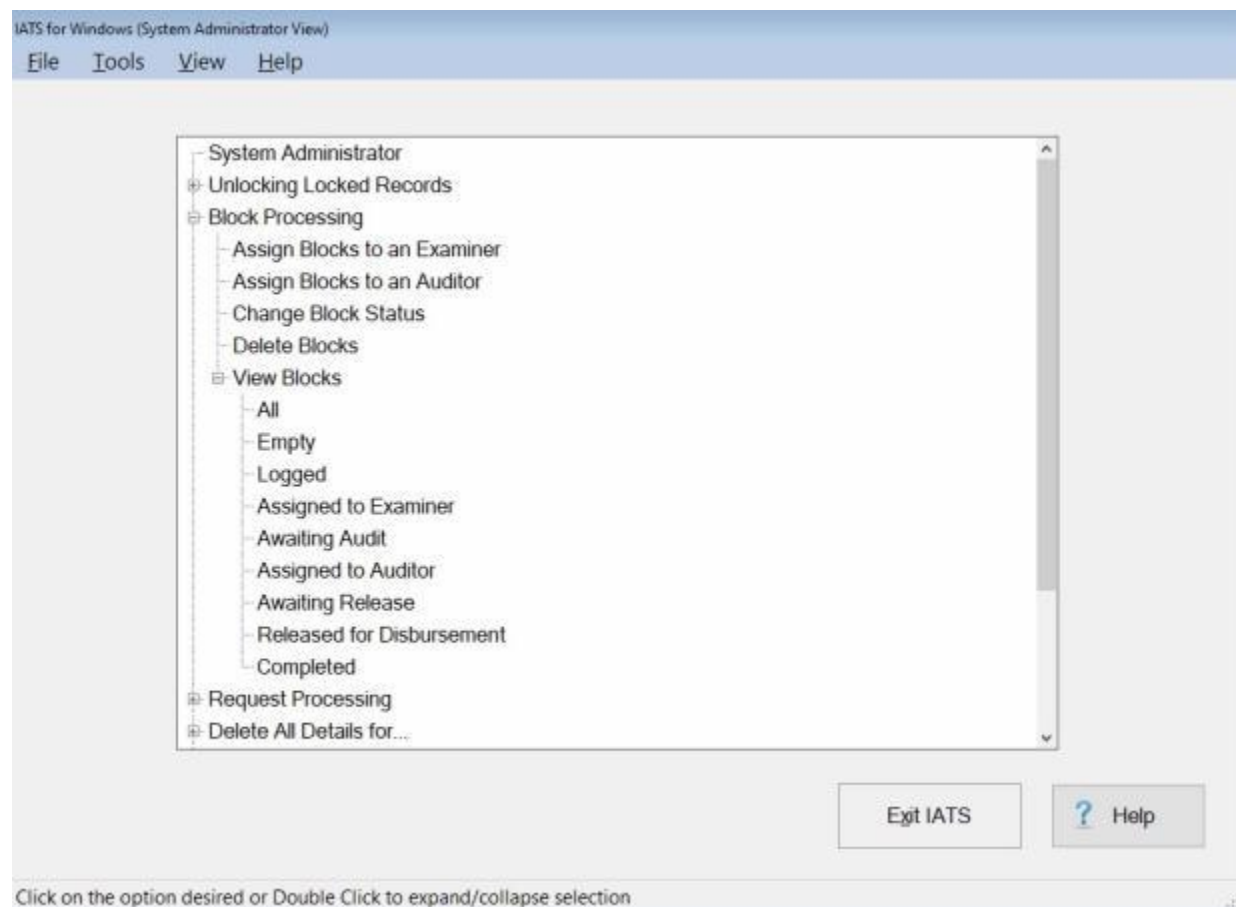 IATS for Windows (System Administrator View)
File Tools View Help
System Administrator
Unlocking Locked Records
Block Processing
Assign Blocks to an Examiner
Assign Blocks to an Auditor
Change Block Status
Delete Blocks
View Blocks
All
Empty
Logged
Assigned to Examiner
Awaiting Audit
Assigned to Auditor
Awaiting Release
Released for Disbursement
Completed
Request Processing
Delete All Details for...
Exit IATS ? Help
Click on the option desired or Double Click to expand/collapse selection